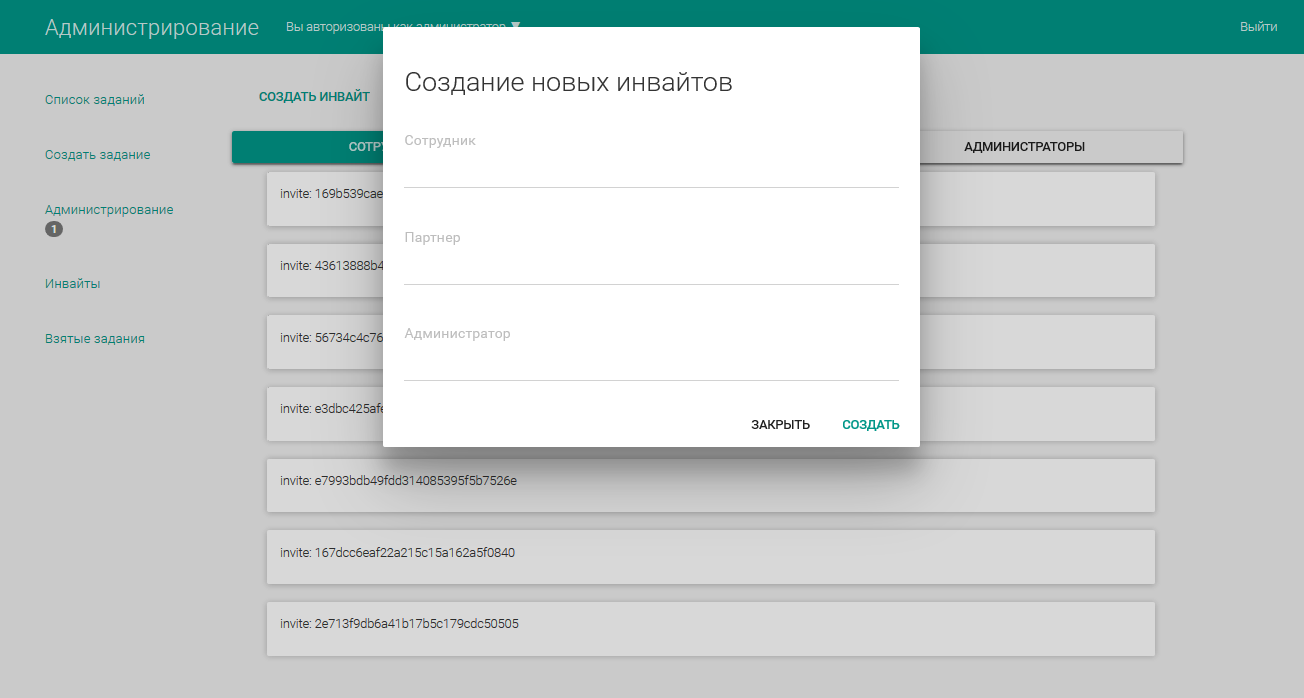 Администрирование
Вы авторизованы как администратор ▼
Выйти
Список заданий
Создать задание
Администрирование
1
Инвайты
Взятые задания
СОЗДАТЬ ИНВАЙТ
АДМИНИСТРАТОРЫ
invite: 169b539cae
invite: 43613888b4
invite: 56734c4c76
invite: e3dbc425afe
invite: e7993bdb49fdd314085395f5b7526e
invite: 167dcc6eaf22a215c15a162a5f0840
invite: 2e713f9db6a41b17b5c179cdc50505
Создание новых инвайтов
Сотрудник
Партнер
Администратор
ЗАКРЫТЬ
СОЗДАТЬ